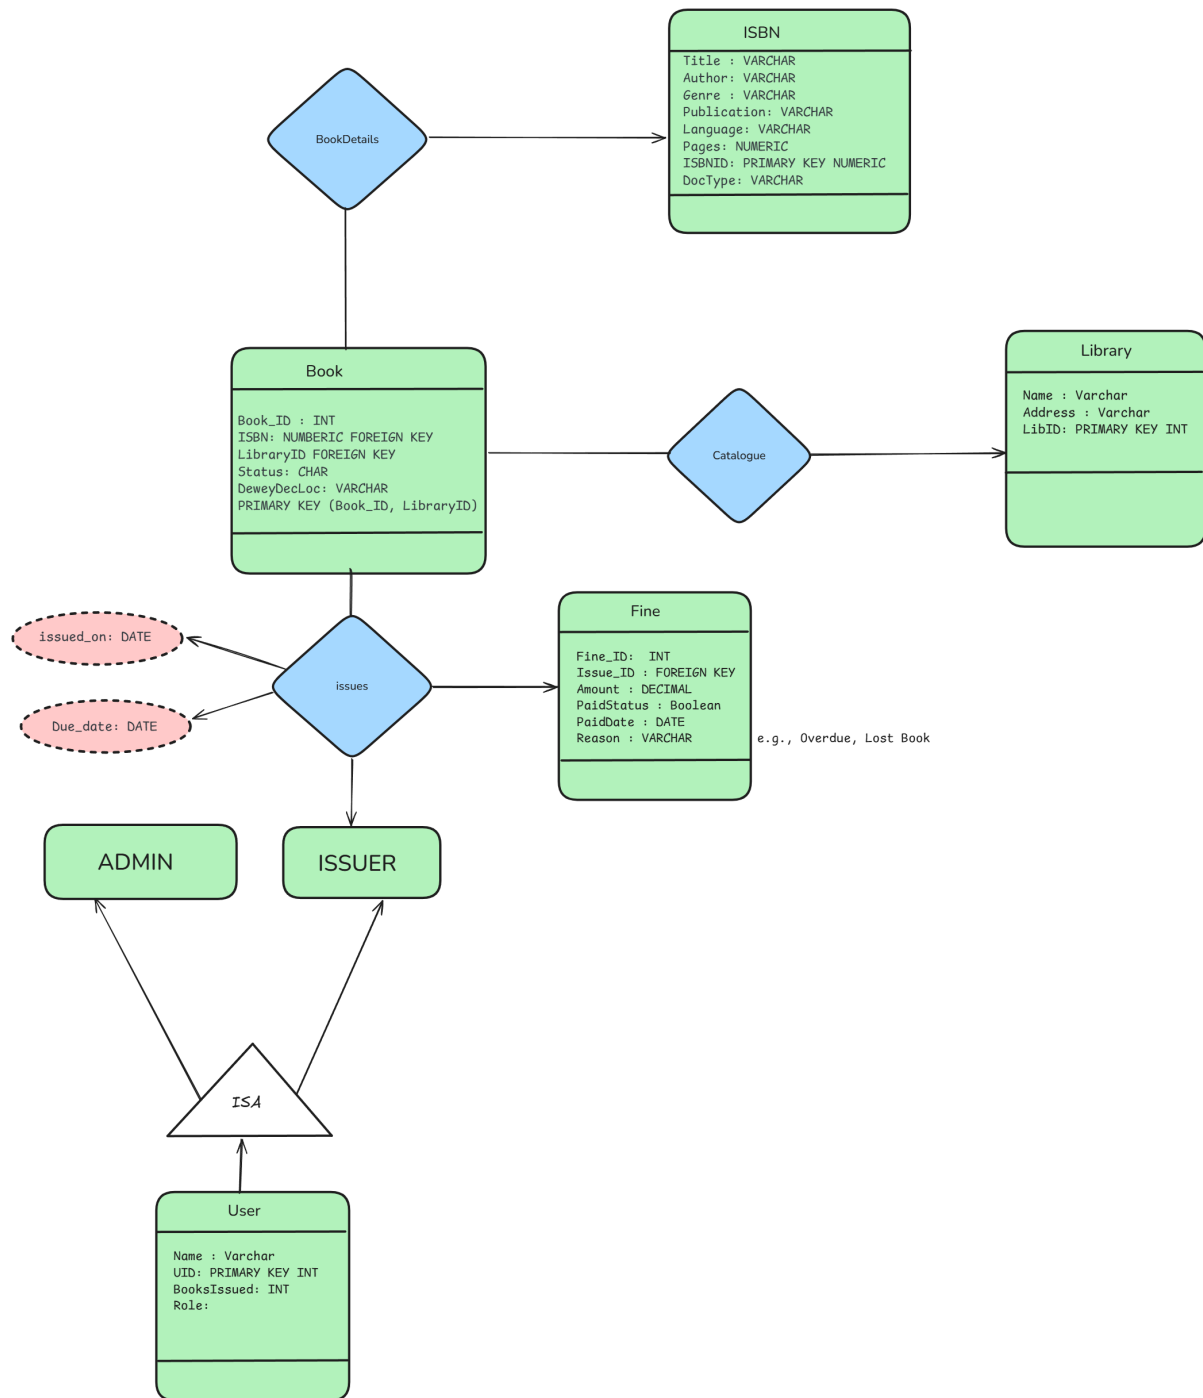 ISBN
Title : VARCHAR
Author: VARCHAR
Genre : VARCHAR
Publication: VARCHAR
Language: VARCHAR
Pages: NUMERIC
ISBNID: PRIMARY KEY NUMERIC
DocType: VARCHAR
BookDetails
Book
Book_ID : INT
ISBN: NUMBERIC FOREIGN KEY
LibraryID FOREIGN KEY
Status: CHAR
DeweyDecLoc: VARCHAR
PRIMARY KEY (Book_ID, LibraryID)
Catalogue
Library
Name : Varchar
Address : Varchar
LibID: PRIMARY KEY INT
issued_on: DATE
Due_date: DATE
issues
Fine
Fine_ID: INT
Issue_ID : FOREIGN KEY
Amount : DECIMAL
PaidStatus : Boolean
PaidDate : DATE
Reason : VARCHAR
e.g., Overdue, Lost Book
ADMIN
ISSUER
ISA
User
Name : Varchar
UID: PRIMARY KEY INT
BooksIssued: INT
Role: